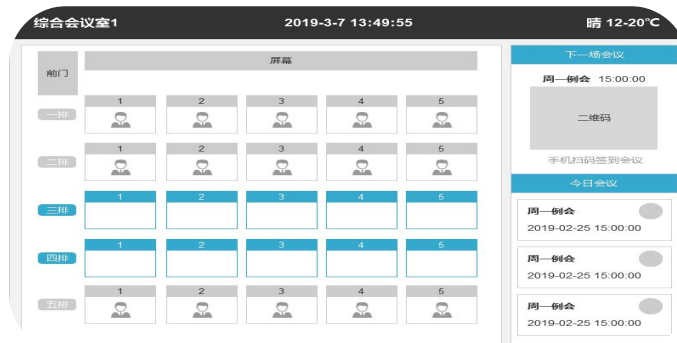 综合会议室1 2019-3-7 13:49:55 晴 12-20℃
前门
屏幕
一排
1 2 3 4 5
二排
1 2 3 4 5
三排
1 2 3 4 5
四排
1 2 3 4 5
五排
1 2 3 4 5
下一场会议
周一例会 15:00:00
二维码
手机扫码签到会议
今日会议
周一例会
2019-02-25 15:00:00
周一例会
2019-02-25 15:00:00
周一例会
2019-02-25 15:00:00